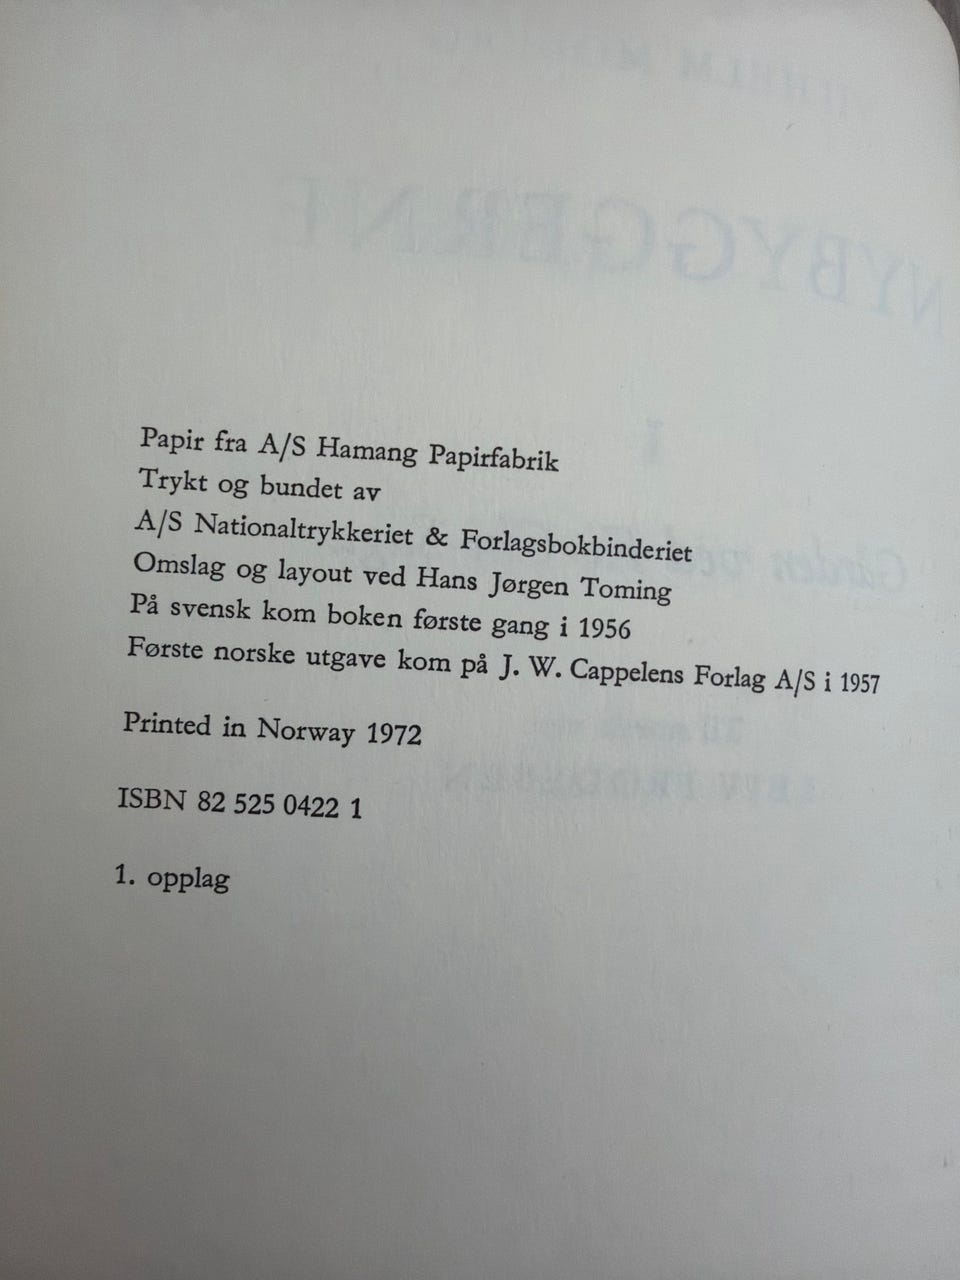 Papir fra A/S Hamang Papirfabrik
Trykt og bundet av
A/S Nationaltrykkeriet & Forlagsbokbinderiet
Omslag og layout ved Hans Jørgen Toming
På svensk kom boken første gang i 1956
Første norske utgave kom på J. W. Cappelens Forlag A/S i 1957
Printed in Norway 1972
ISBN 82 525 0422 1
1. opplag
NYBYGGERNE
I